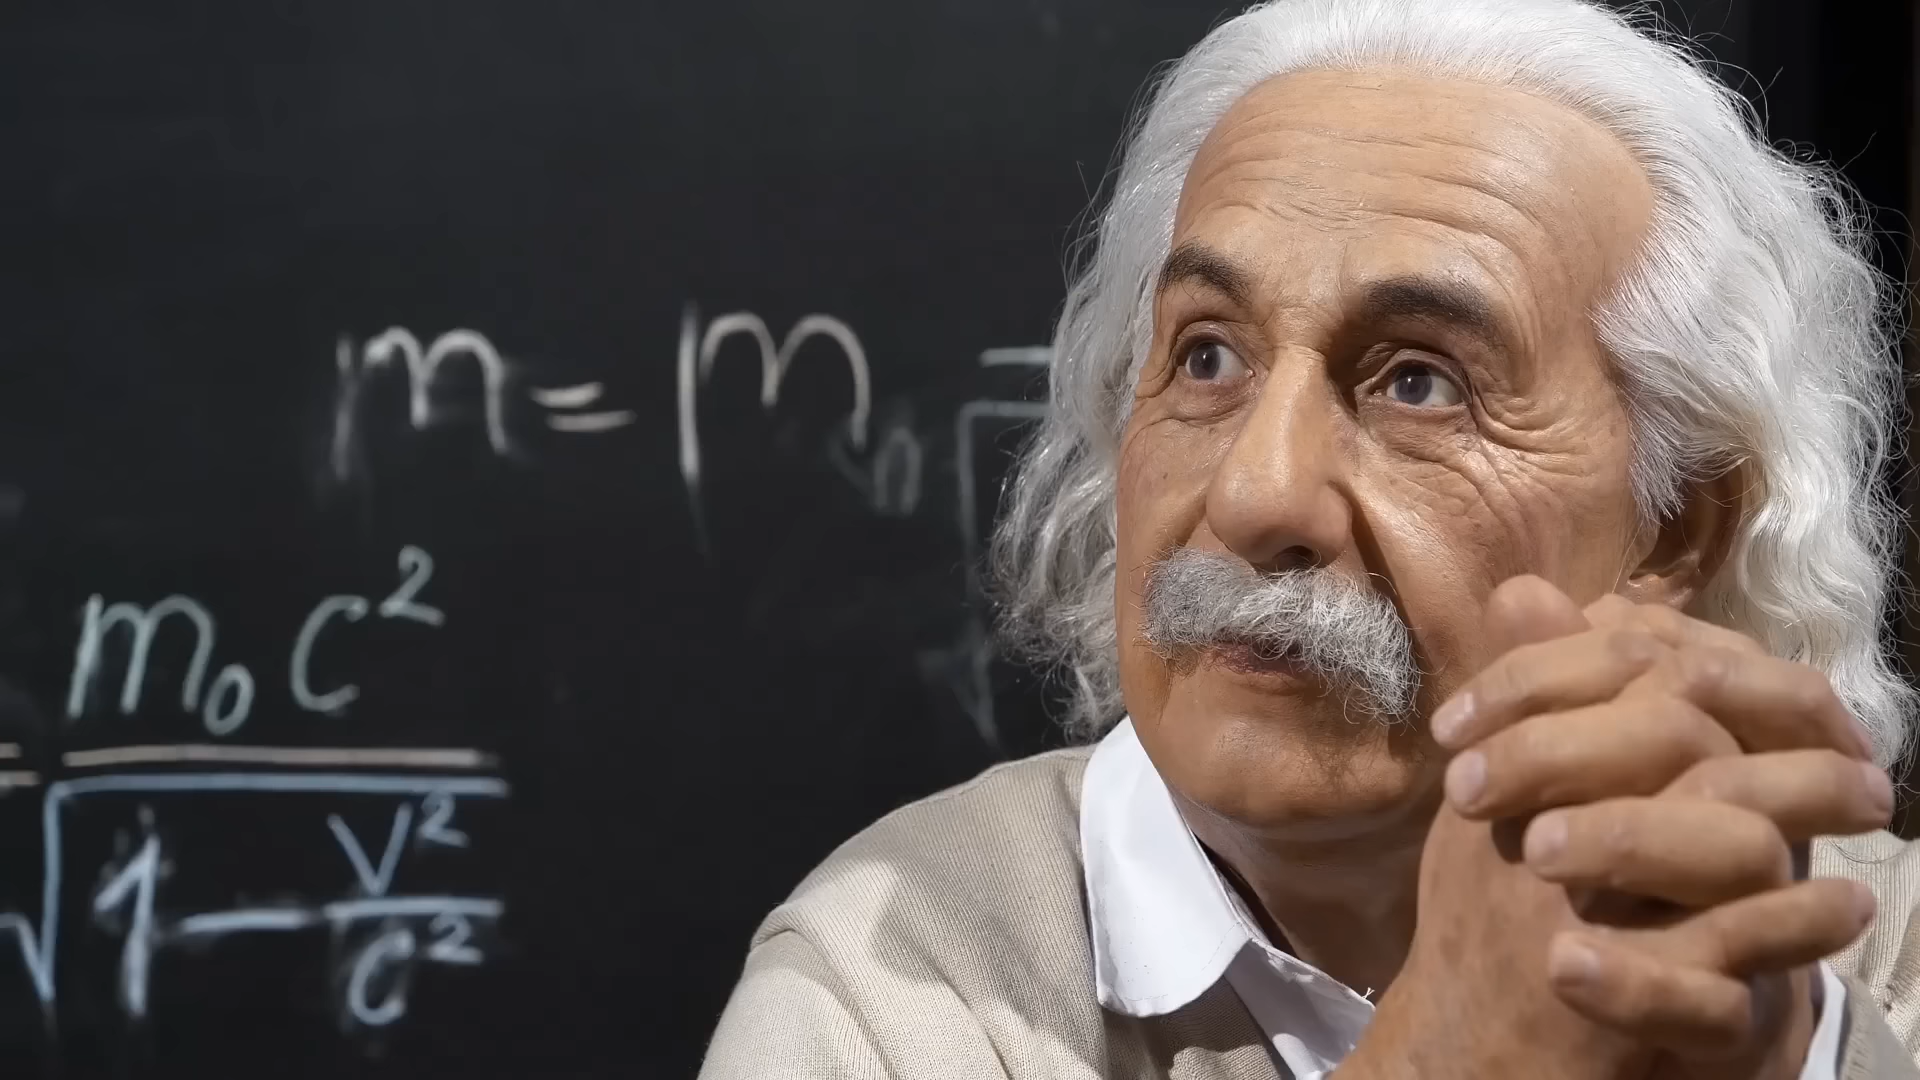 m = m₀
m₀c²
=
√1 - v²
c²